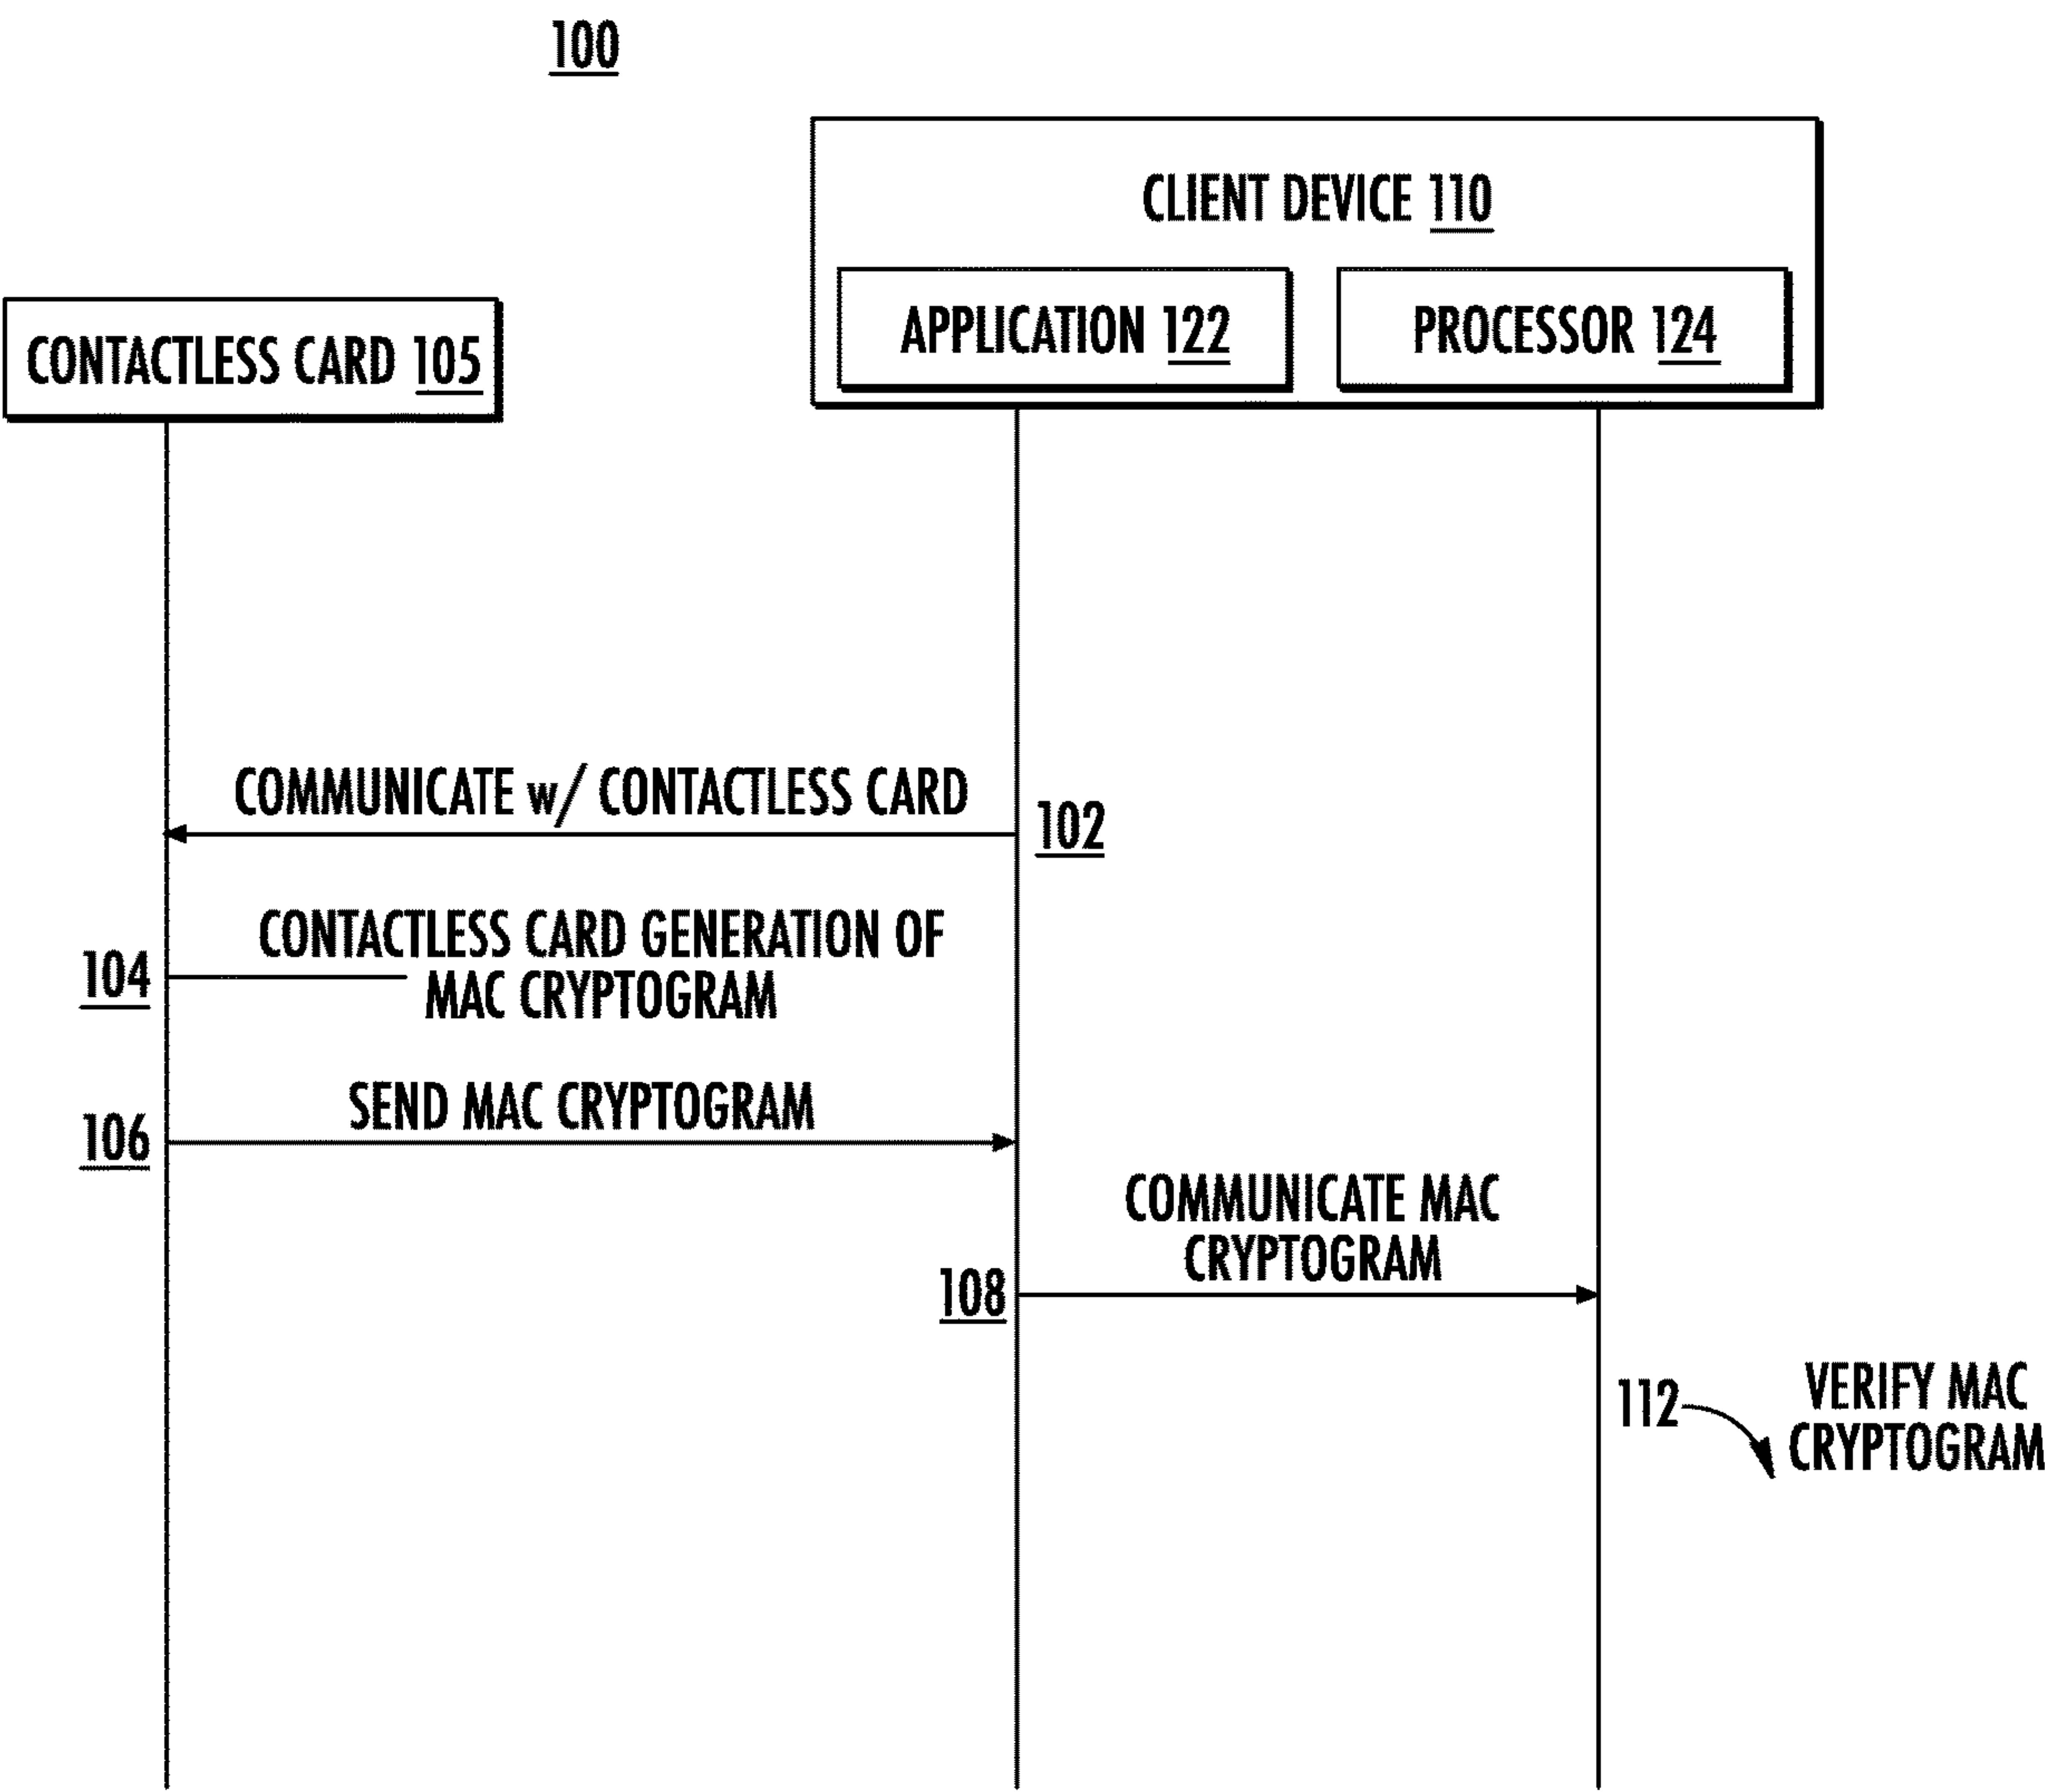 100
CLIENT DEVICE 110
APPLICATION 122
PROCESSOR 124
CONTACTLESS CARD 105
COMMUNICATE w/ CONTACTLESS CARD
102
CONTACTLESS CARD GENERATION OF
MAC CRYPTOGRAM
104
SEND MAC CRYPTOGRAM
106
COMMUNICATE MAC
CRYPTOGRAM
108
112
VERIFY MAC
CRYPTOGRAM